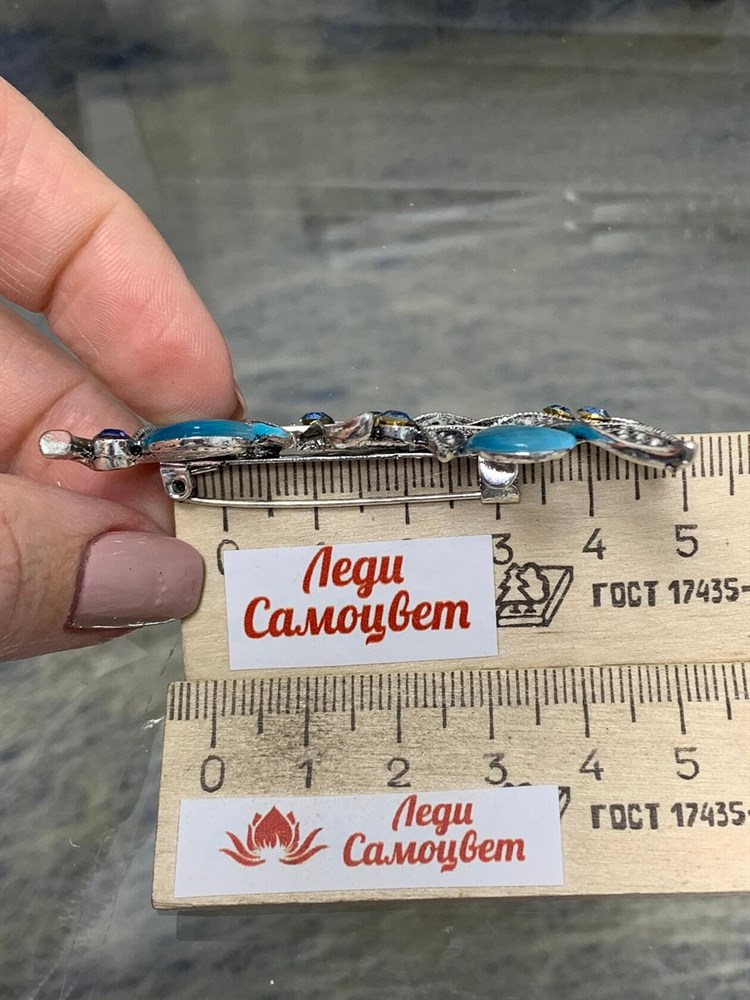 0 3 4 5
Леди
Самоцвет
ГОСТ 17435-
0 1 2 3 4 5
ГОСТ 17435-
Леди
Самоцвет